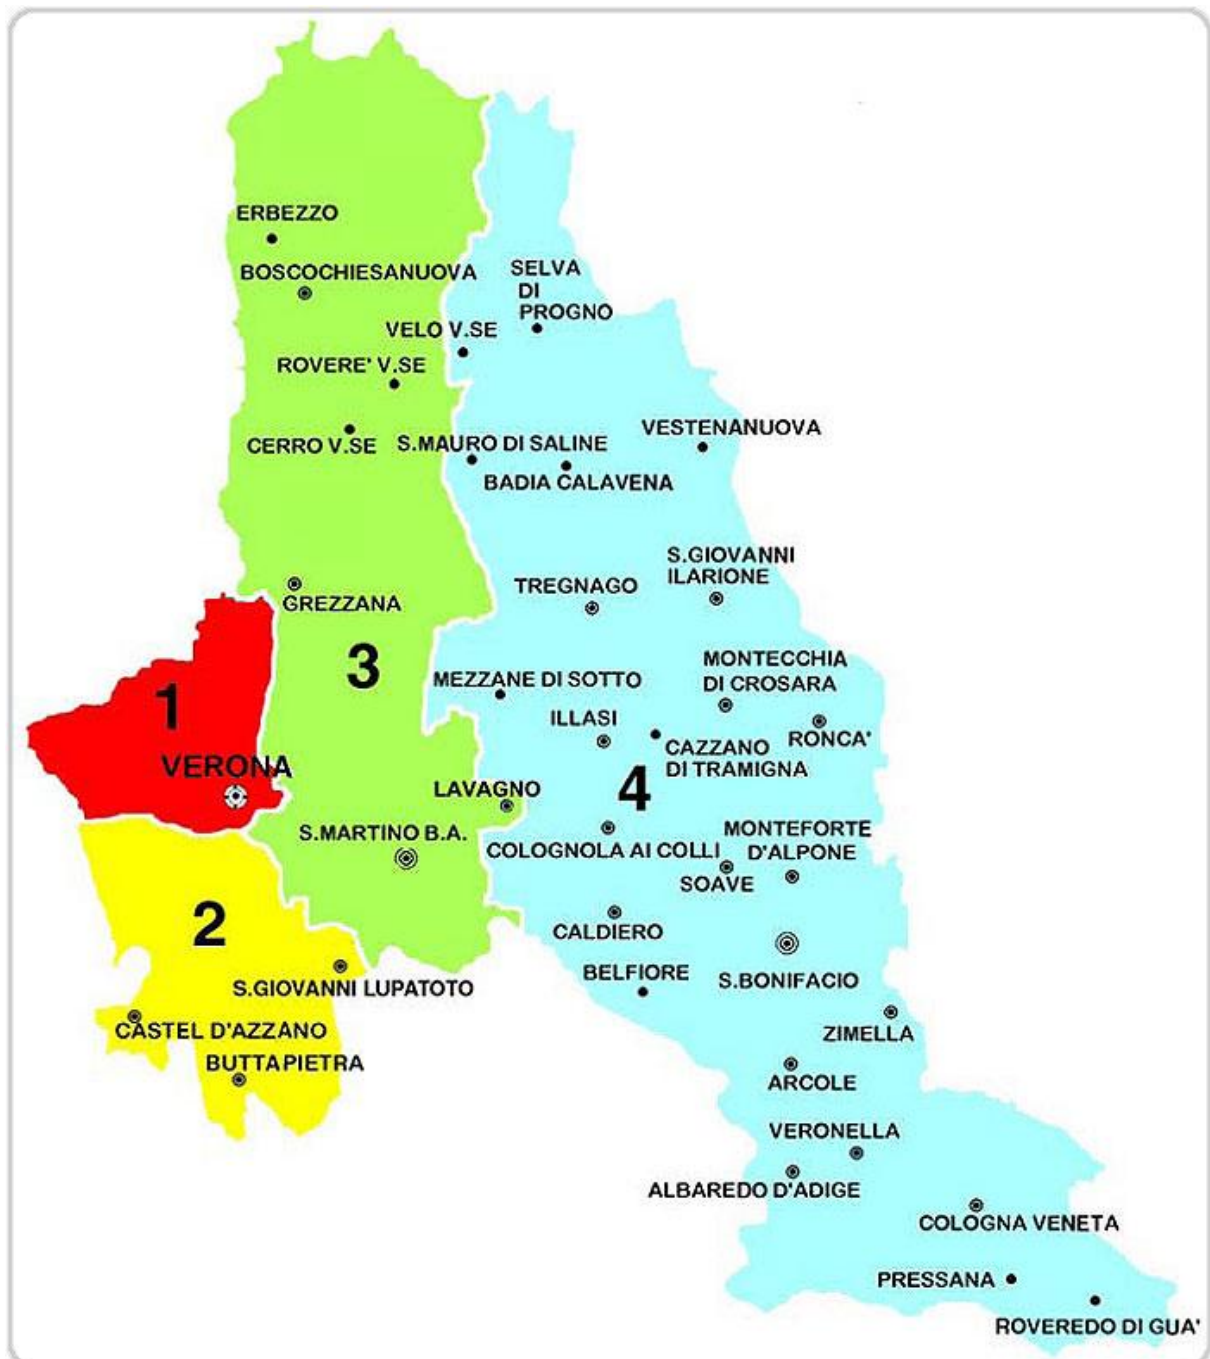 ERBEZZO
BOSCOCHIESANUOVA
SELVA
DI
PROGNO
VELO V.SE
ROVERE' V.SE
CERRO V.SE
S.MAURO DI SALINE
VESTENANUOVA
BADIA CALAVENA
S.GIOVANNI
ILARIONE
TREGNAGO
GREZZANA
3
MONTECCHIA
DI CROSARA
MEZZANE DI SOTTO
1
ILLASI
RONCA'
CAZZANO
DI TRAMIGNA
VERONA
LAVAGNO
4
S.MARTINO B.A.
MONTEFORTE
D'ALPONE
COLOGNOLA AI COLLI
SOAVE
2
CALDIERO
BELFIORE
S.BONIFACIO
S.GIOVANNI LUPATOTO
CASTEL D'AZZANO
ZIMELLA
BUTTAPIETRA
ARCOLE
VERONELLA
ALBAREDO D'ADIGE
COLOGNA VENETA
PRESSANA
ROVEREDO DI GUA'